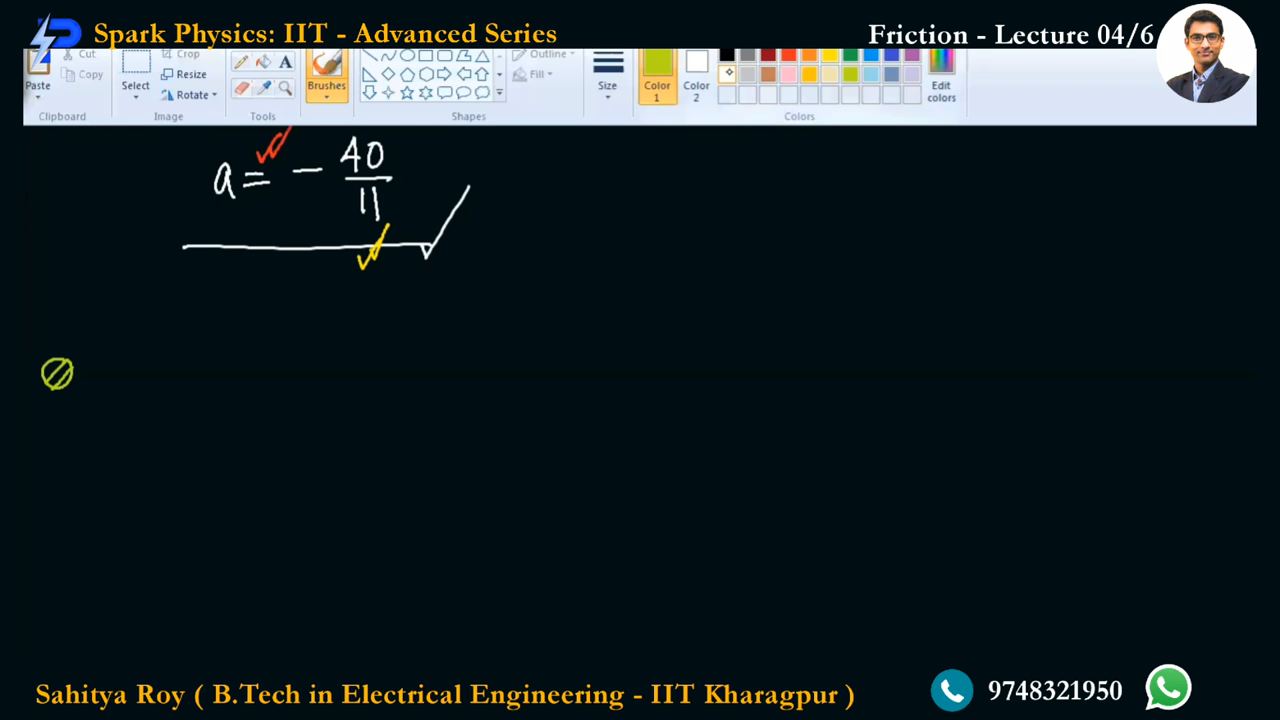 Spark Physics: IIT - Advanced Series
Friction - Lecture 04/6
Paste
Cut
Copy
Clipboard
Select
Crop
Resize
Rotate
Image
A
Tools
Brushes
Outline
Fill
Shapes
Size
Color 1
Color 2
Edit colors
Colors
a = - 40/11
Sahitya Roy ( B.Tech in Electrical Engineering - IIT Kharagpur )
9748321950